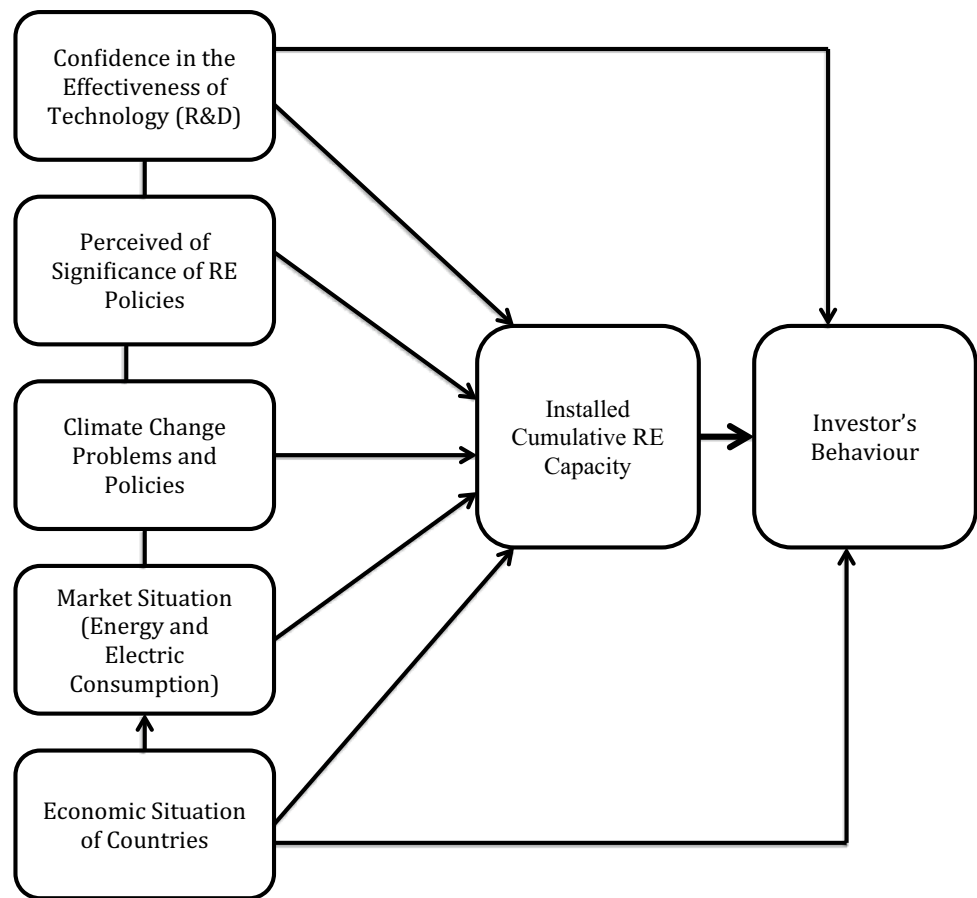 Confidence in the
Effectiveness of
Technology (R&D)
Perceived of
Significance of RE
Policies
Climate Change
Problems and
Policies
Market Situation
(Energy and
Electric
Consumption)
Economic Situation
of Countries
Installed
Cumulative RE
Capacity
Investor’s
Behaviour